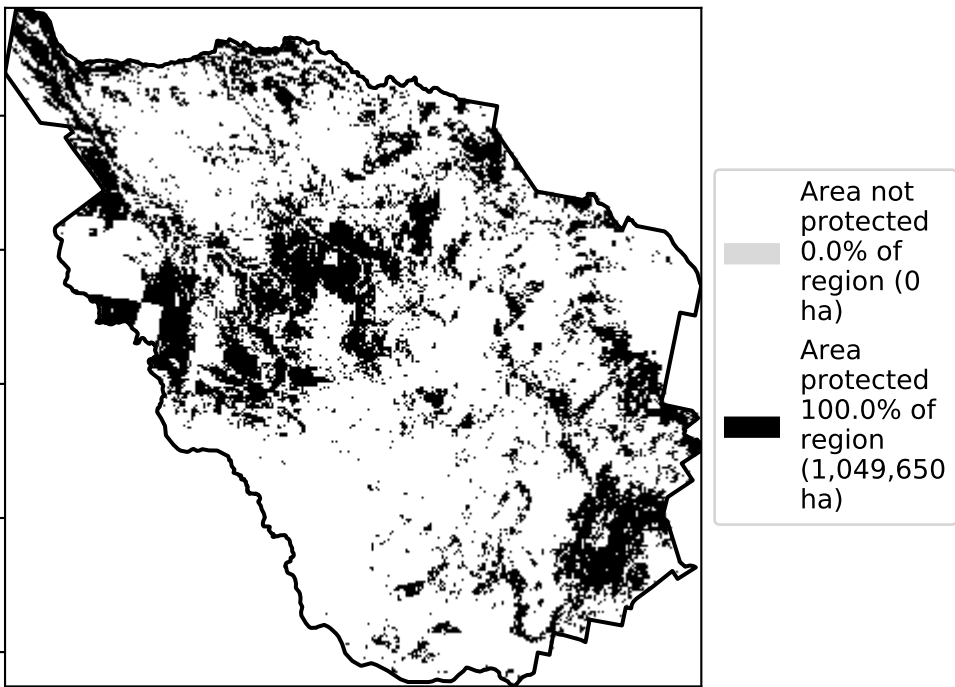 Area not
protected
0.0% of
region (0
ha)
Area
protected
100.0% of
region
(1,049,650
ha)